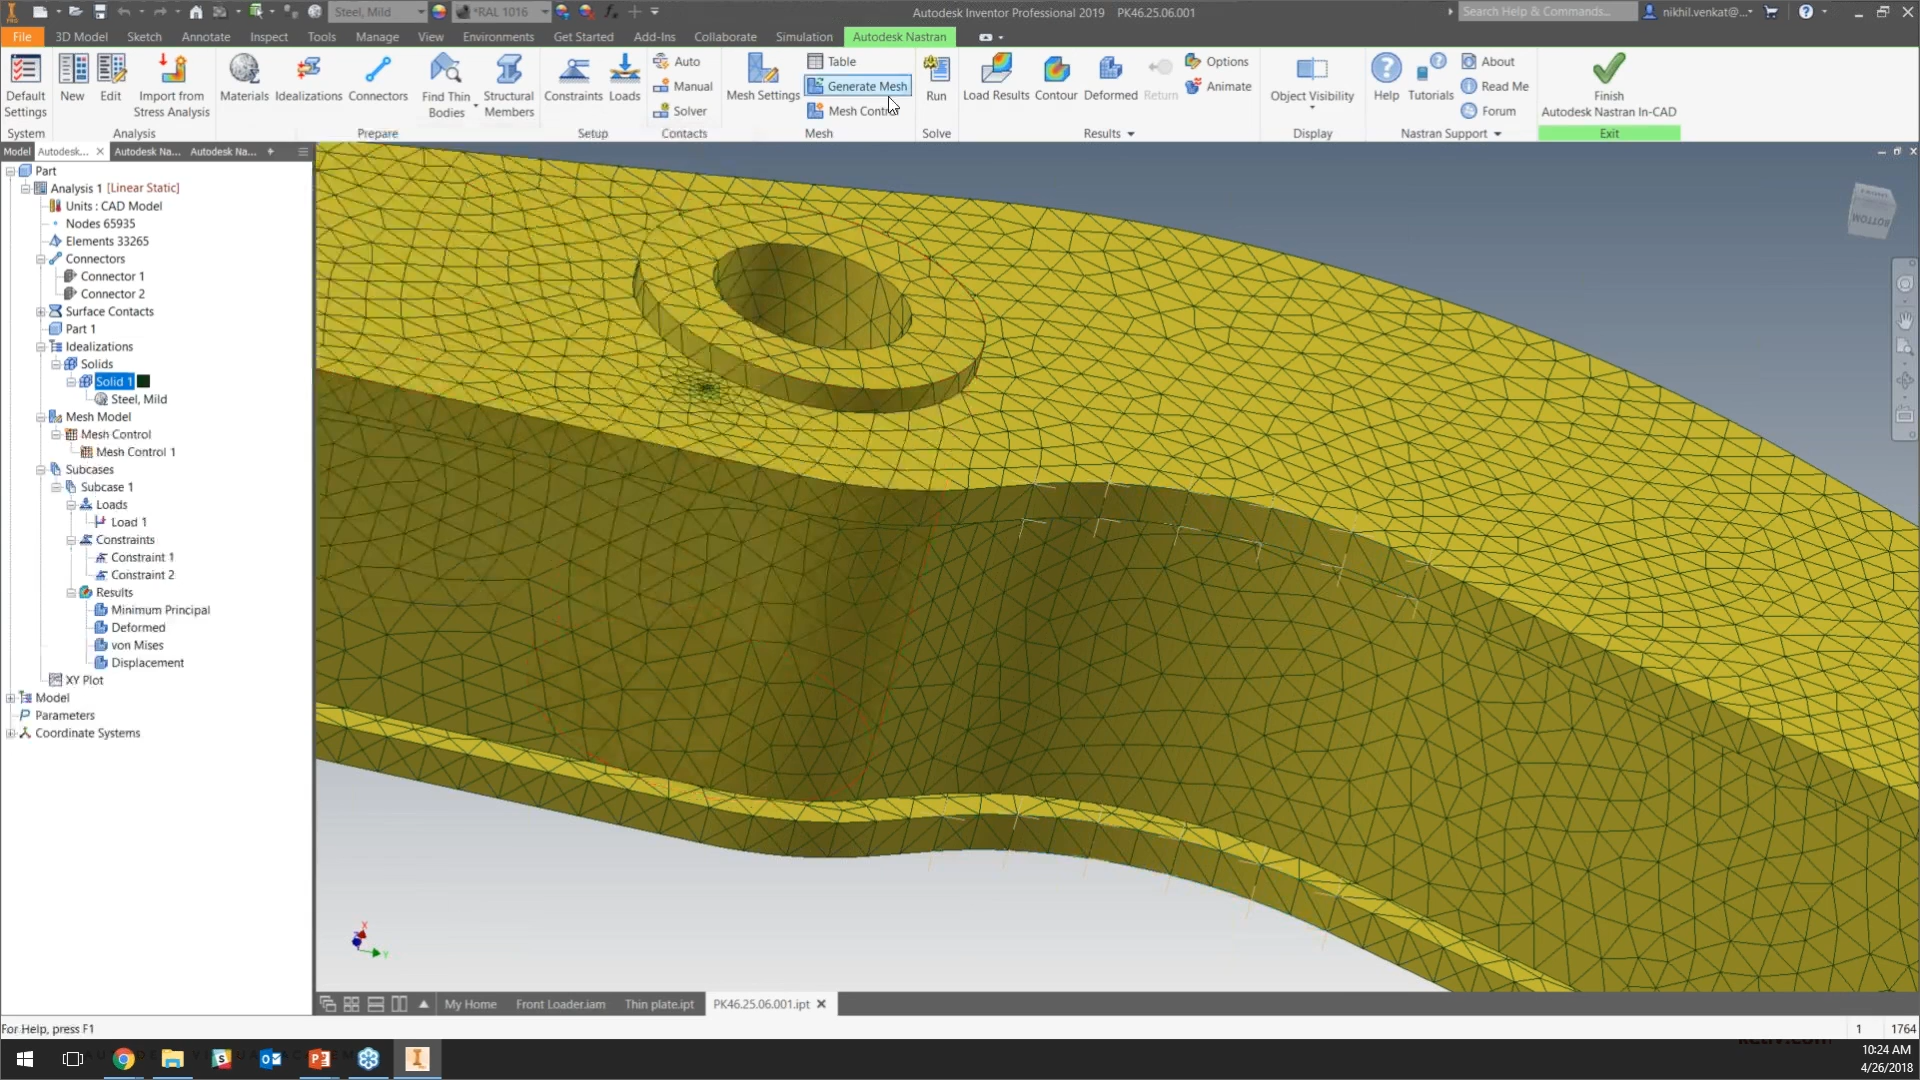 Steel, Mild
*RAL 1016
Autodesk Inventor Professional 2019 PK46.25.06.001
Search Help & Commands...
nikhil.venkat@...
File 3D Model Sketch Annotate Inspect Tools Manage View Environments Get Started Add-Ins Collaborate Simulation Autodesk Nastran
Default Settings
New
Edit
Import from Stress Analysis
Materials
Idealizations
Connectors
Find Thin Bodies
Structural Members
Constraints
Loads
Auto
Manual
Solver
Mesh Settings
Table
Generate Mesh
Mesh Control
Run
Load Results
Contour
Deformed
Return
Options
Animate
Object Visibility
Help
Tutorials
About
Read Me
Forum
Finish
Autodesk Nastran In-CAD
System Analysis Prepare Setup Contacts Mesh Solve Results Display Nastran Support Exit
Model Autodesk... Autodesk Na... Autodesk Na...
Part
Analysis 1 [Linear Static]
Units : CAD Model
Nodes 65935
Elements 33265
Connectors
Connector 1
Connector 2
Surface Contacts
Part 1
Idealizations
Solids
Solid 1
Steel, Mild
Mesh Model
Mesh Control
Mesh Control 1
Subcases
Subcase 1
Loads
Load 1
Constraints
Constraint 1
Constraint 2
Results
Minimum Principal
Deformed
von Mises
Displacement
XY Plot
Model
Parameters
Coordinate Systems
BOTTOM
X
Y
My Home Front Loader.iam Thin plate.ipt PK46.25.06.001.ipt
For Help, press F1
1 1764
10:24 AM
4/26/2018